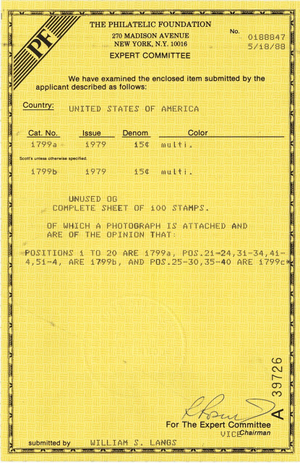 PF
THE PHILATELIC FOUNDATION
270 MADISON AVENUE
NEW YORK, N.Y. 10016
EXPERT COMMITTEE
No. 0188847
5/18/88
We have examined the enclosed item submitted by the
applicant described as follows:
Country: UNITED STATES OF AMERICA
Cat. No. Issue Denom Color
1799a 1979 15¢ multi.
Scott's unless otherwise specified.
1799b 1979 15¢ multi.
UNUSED OG
COMPLETE SHEET OF 100 STAMPS.
OF WHICH A PHOTOGRAPH IS ATTACHED AND
ARE OF THE OPINION THAT:
POSITIONS 1 TO 20 ARE 1799a, POS.21-24,31-34,41-
4,51-4, ARE 1799b, AND POS.25-30,35-40 ARE 1799c
A 39726
For The Expert Committee
VICE Chairman
submitted by WILLIAM S. LANGS